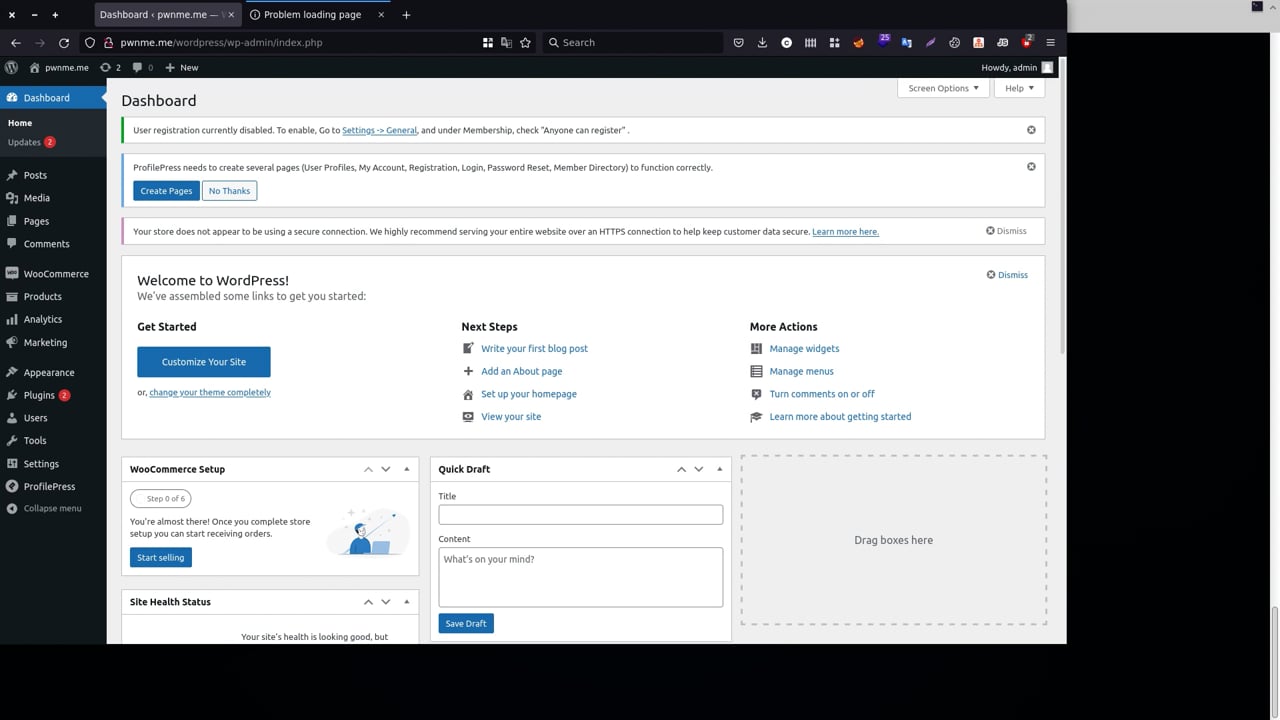 Dashboard ‹ pwnme.me —
Problem loading page
pwnme.me/wordpress/wp-admin/index.php
Search
25
2
pwnme.me
2
0
New
Howdy, admin
Dashboard
Home
Updates 2
Posts
Media
Pages
Comments
WooCommerce
Products
Analytics
Marketing
Appearance
Plugins 2
Users
Tools
Settings
ProfilePress
Collapse menu
Screen Options
Help
Dashboard
User registration currently disabled. To enable, Go to Settings -> General, and under Membership, check "Anyone can register" .
ProfilePress needs to create several pages (User Profiles, My Account, Registration, Login, Password Reset, Member Directory) to function correctly.
Create Pages
No Thanks
Your store does not appear to be using a secure connection. We highly recommend serving your entire website over an HTTPS connection to help keep customer data secure. Learn more here.
Dismiss
Welcome to WordPress!
Dismiss
We've assembled some links to get you started:
Get Started
Customize Your Site
or, change your theme completely
Next Steps
Write your first blog post
Add an About page
Set up your homepage
View your site
More Actions
Manage widgets
Manage menus
Turn comments on or off
Learn more about getting started
WooCommerce Setup
Step 0 of 6
You're almost there! Once you complete store
setup you can start receiving orders.
Start selling
Site Health Status
Your site's health is looking good, but
Quick Draft
Title
Content
What's on your mind?
Save Draft
Drag boxes here